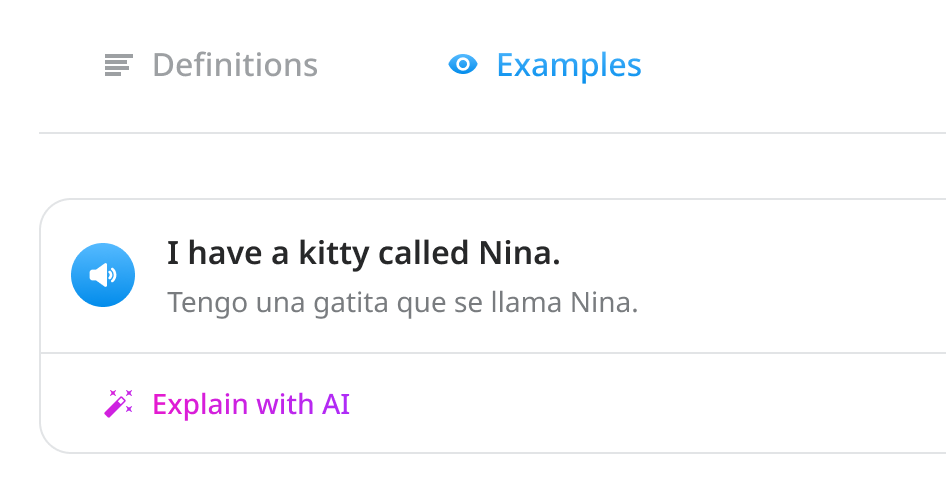 Definitions
Examples
I have a kitty called Nina.
Tengo una gatita que se llama Nina.
Explain with AI